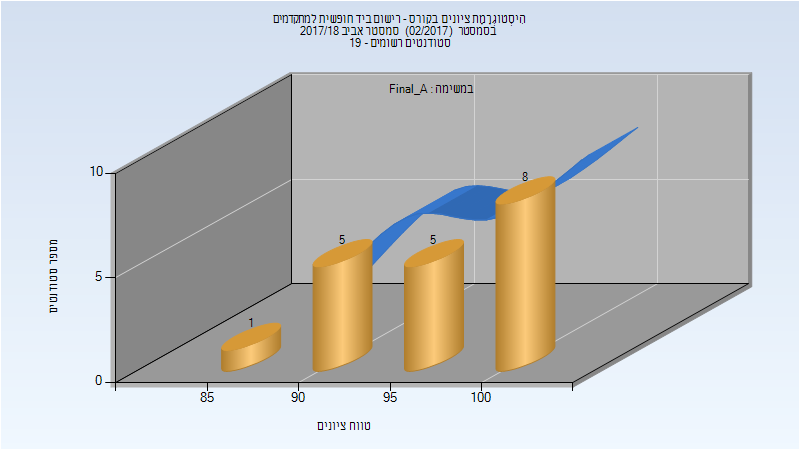 היסטוגרמת ציונים בקורס - רישום ביד חופשית למתקדמים
בסמסטר (02/2017) סמסטר אביב 2017/18
סטודנטים רשומים - 19
במשימה : Final_A
10
5
0
מספר סטודנטים
1
5
5
8
85
90
95
100
טווח ציונים